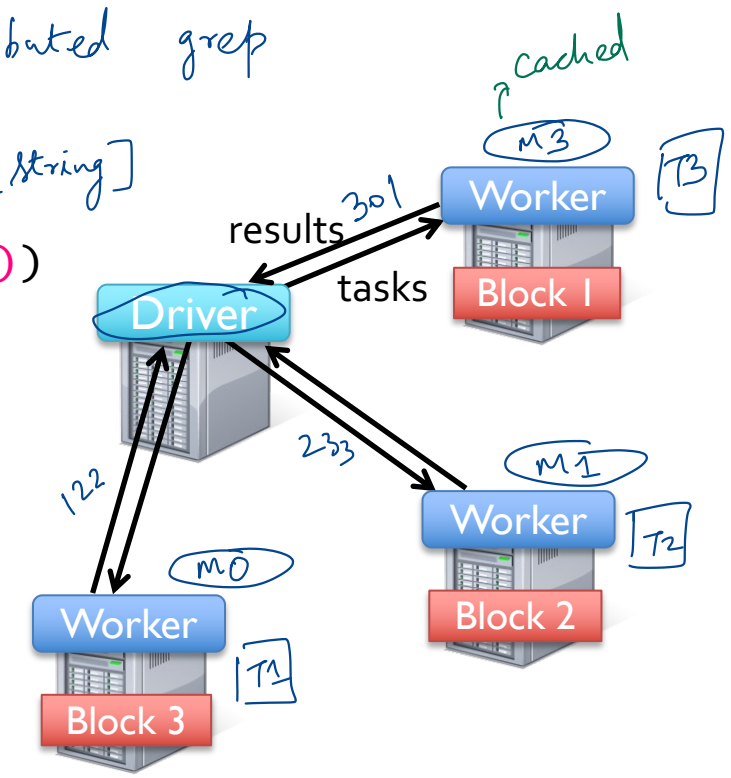 buted grep
cached
M3
string]
T3
301
Worker
results
)
tasks
Block 1
Driver
233
M1
122
Worker
T2
M0
Block 2
Worker
T1
Block 3